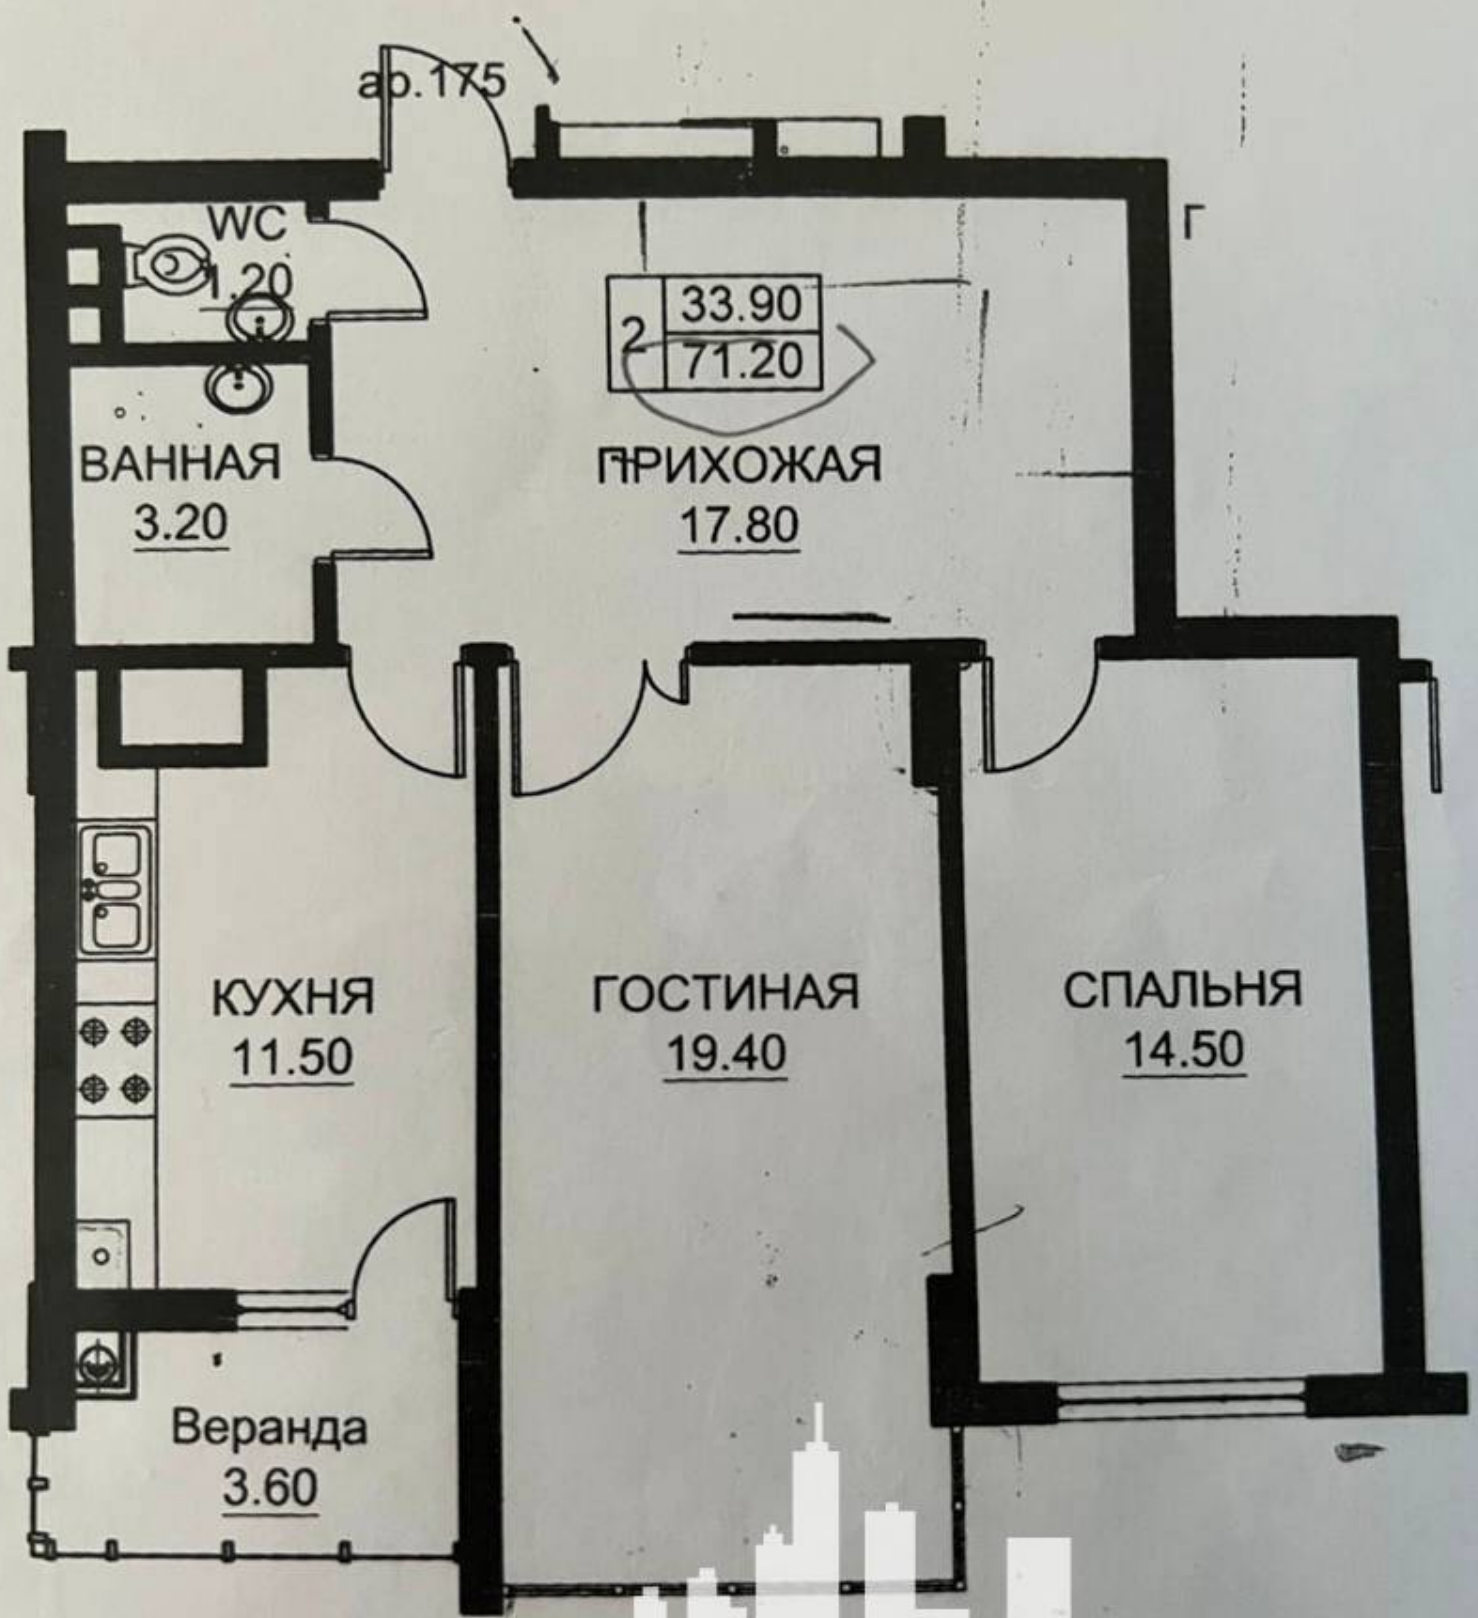 ap.175
WC
1.20
2
33.90
71.20
Г
ВАННАЯ
3.20
ПРИХОЖАЯ
17.80
КУХНЯ
11.50
ГОСТИНАЯ
19.40
СПАЛЬНЯ
14.50
Веранда
3.60